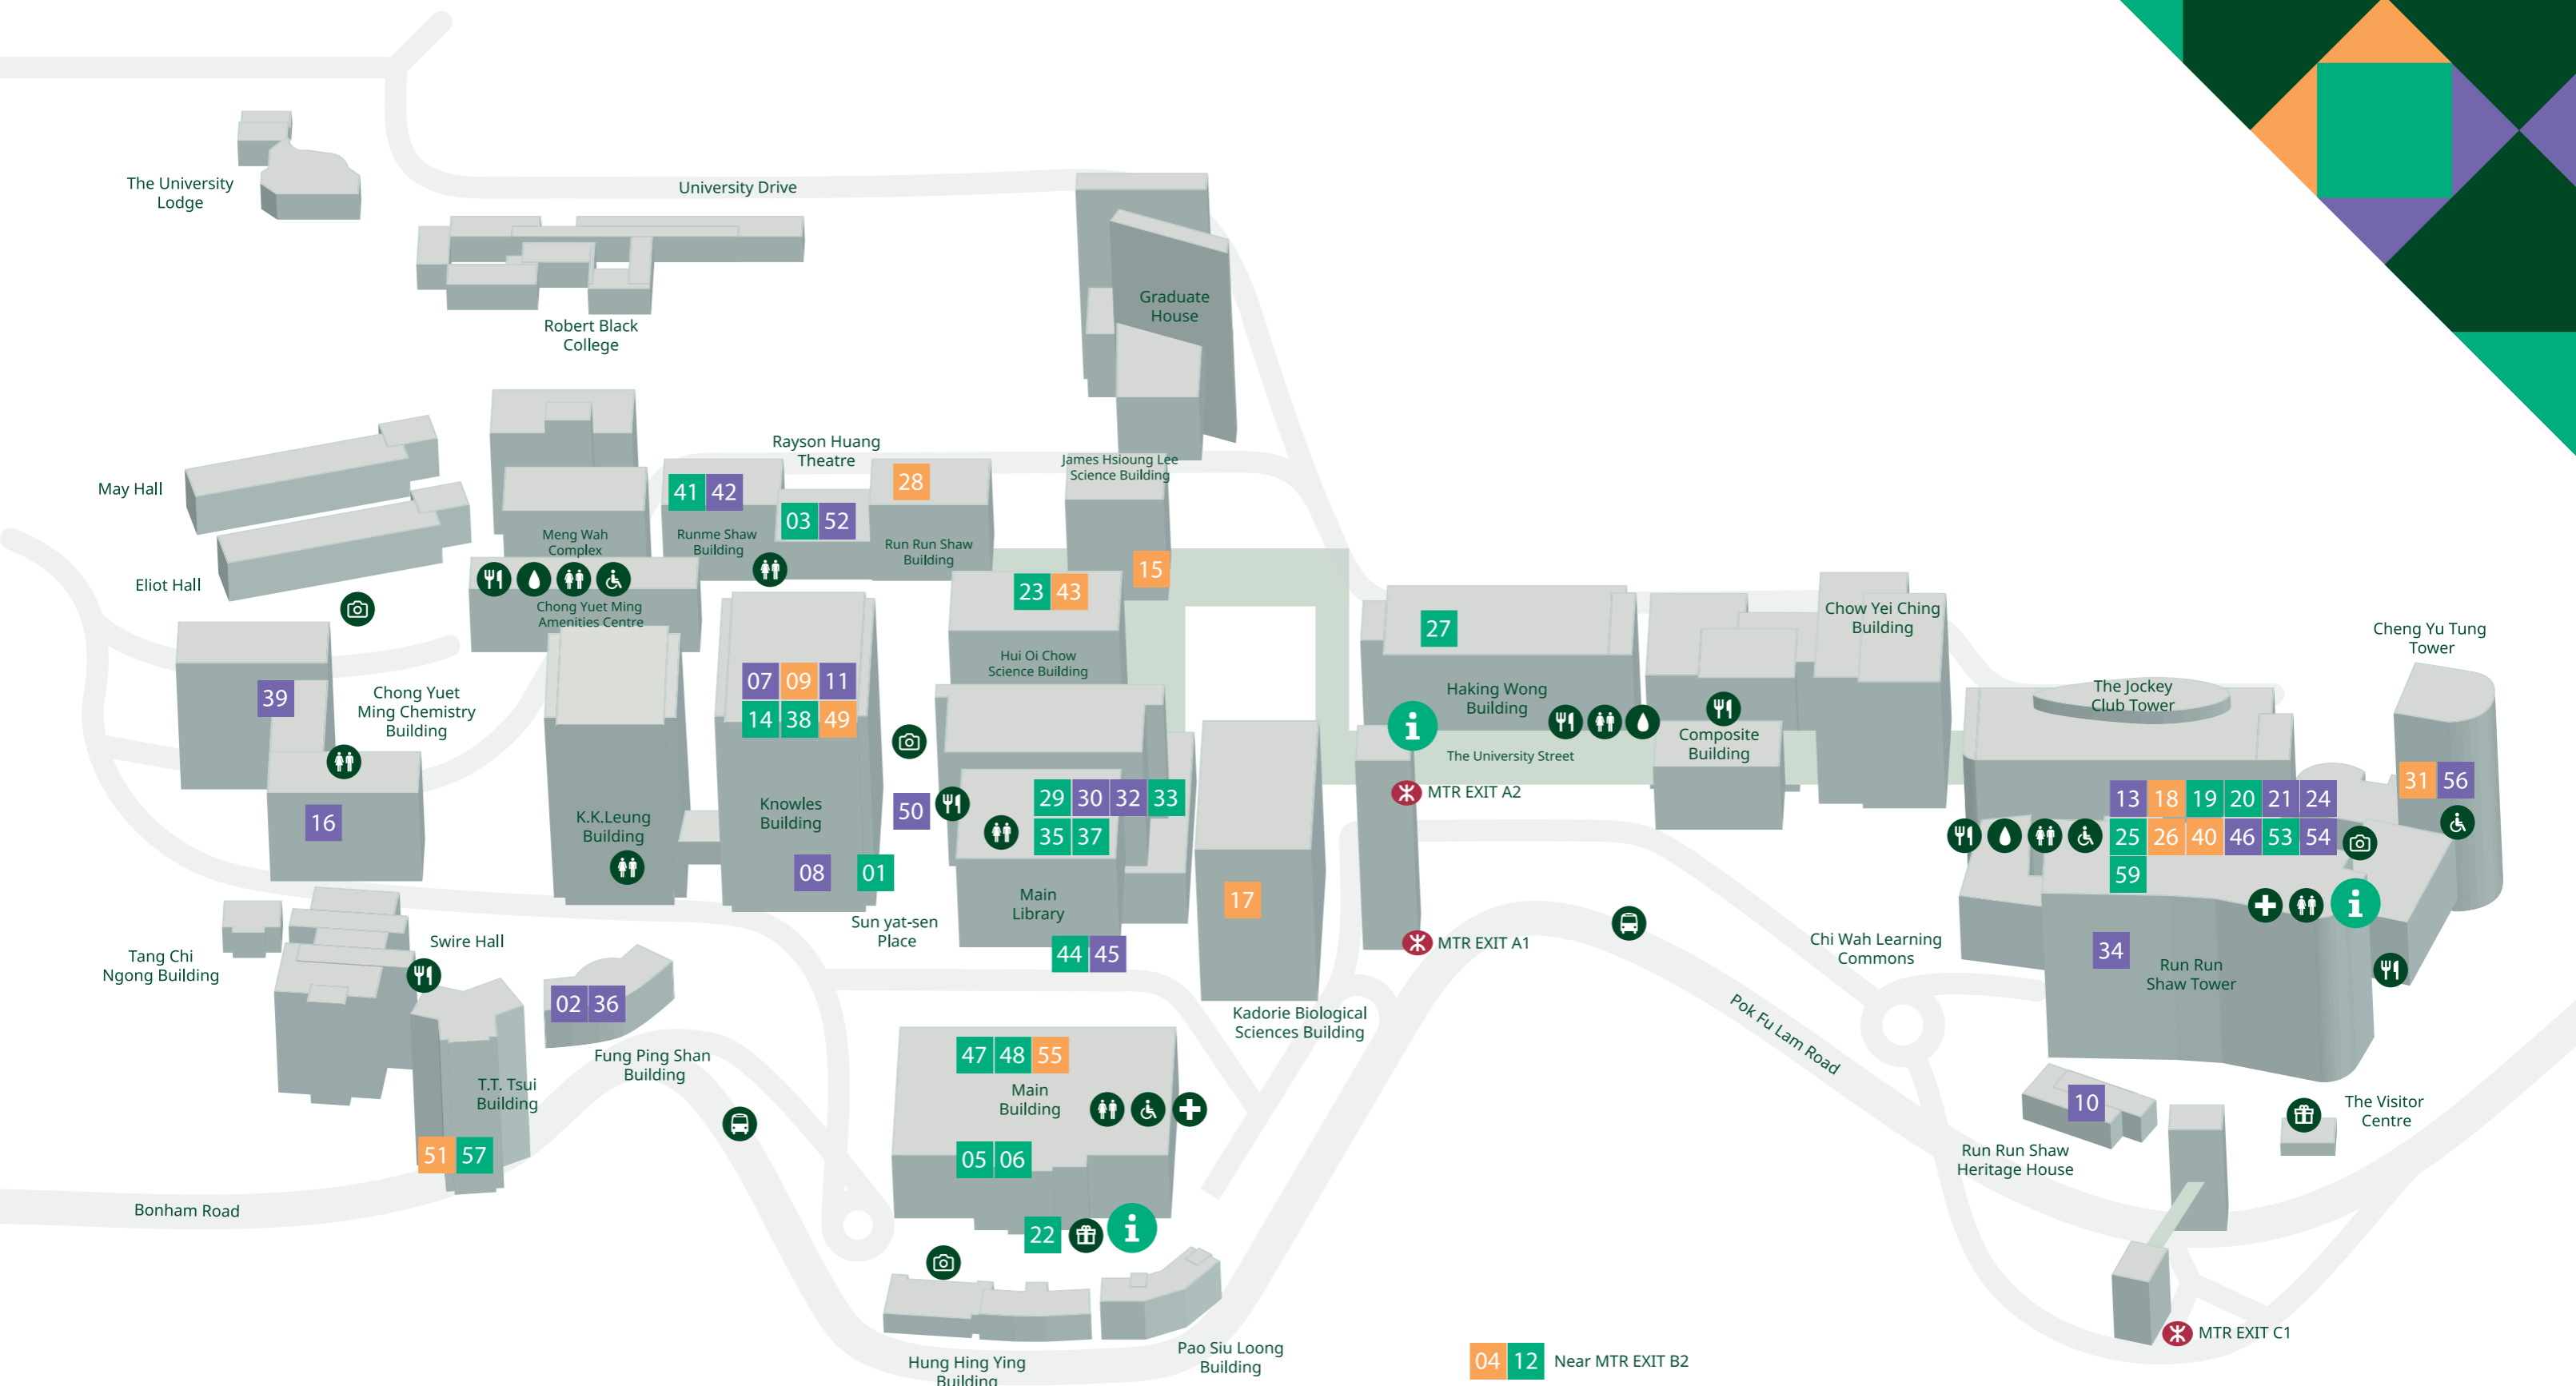 The University
Lodge
University Drive
Robert Black
College
Graduate
House
May Hall
Eliot Hall
Meng Wah
Complex
Chong Yuet Ming
Amenities Centre
Rayson Huang
Theatre
41 42
03 52
28
Runme Shaw
Building
Run Run Shaw
Building
James Hsioung Lee
Science Building
15
23 43
Hui Oi Chow
Science Building
39
Chong Yuet
Ming Chemistry
Building
16
K.K.Leung
Building
07 09 11
14 38 49
Knowles
Building
08
01
50
Sun yat-sen
Place
29 30 32 33
35 37
Main
Library
44 45
17
Kadorie Biological
Sciences Building
27
Haking Wong
Building
i
The University Street
Composite
Building
Chow Yei Ching
Building
MTR EXIT A2
MTR EXIT A1
Cheng Yu Tung
Tower
The Jockey
Club Tower
31 56
13 18 19 20 21 24
25 26 40 46 53 54
59
i
Chi Wah Learning
Commons
34
Run Run
Shaw Tower
Pok Fu Lam Road
Tang Chi
Ngong Building
Swire Hall
02 36
Fung Ping Shan
Building
T.T. Tsui
Building
51 57
Bonham Road
47 48 55
Main
Building
05 06
22
i
Hung Hing Ying
Building
Pao Siu Loong
Building
10
Run Run Shaw
Heritage House
The Visitor
Centre
MTR EXIT C1
04 12 Near MTR EXIT B2